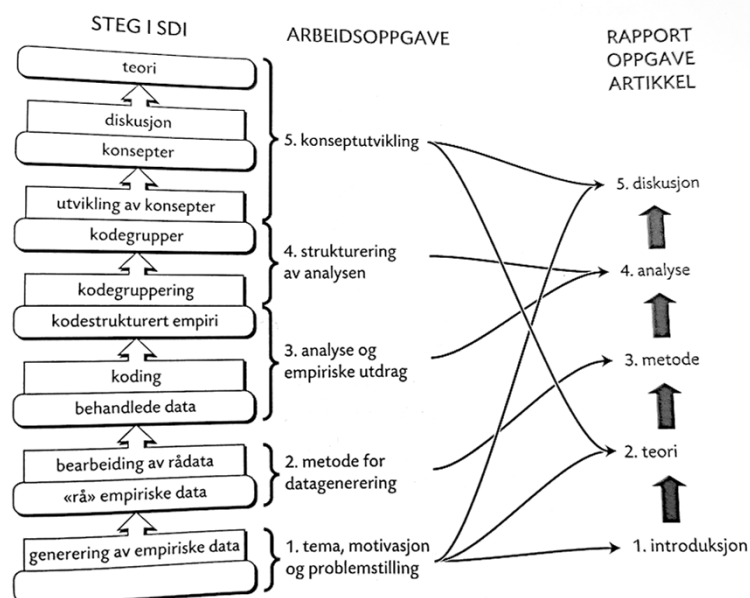 STEG I SDI
teori
diskusjon
konsepter
utvikling av konsepter
kodegrupper
kodegruppering
kodestrukturert empiri
koding
behandlede data
bearbeiding av rådata
«rå» empiriske data
generering av empiriske data
ARBEIDSOPPGAVE
5. konseptutvikling
4. strukturering
av analysen
3. analyse og
empiriske utdrag
2. metode for
datagenerering
1. tema, motivasjon
og problemstilling
RAPPORT
OPPGAVE
ARTIKKEL
5. diskusjon
4. analyse
3. metode
2. teori
1. introduksjon